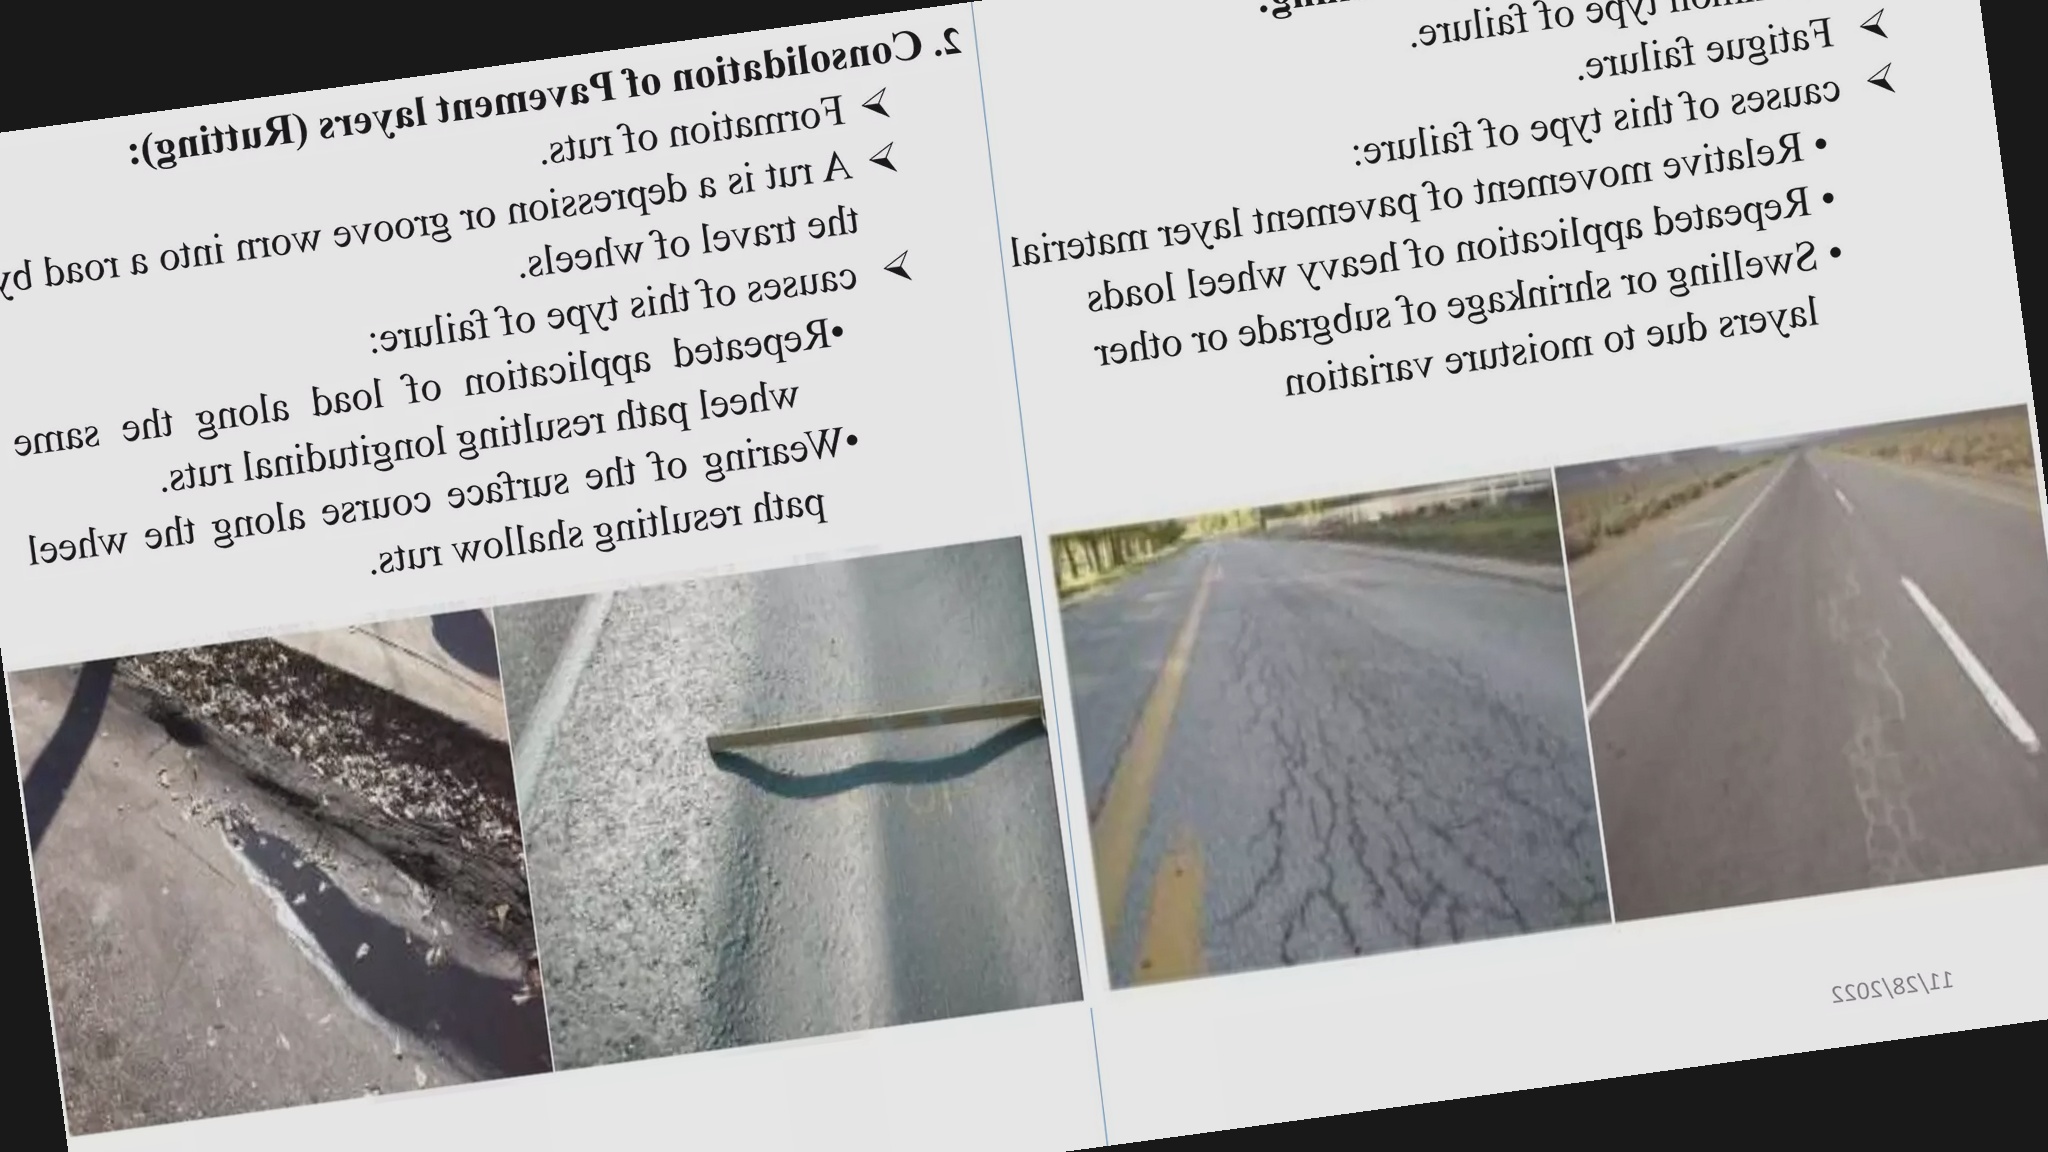 type of failure.
➢ Fatigue failure.
➢ causes of this type of failure:
• Relative movement of pavement layer material
• Repeated application of heavy wheel loads
• Swelling or shrinkage of subgrade or other
layers due to moisture variation
11/28/2022
2. Consolidation of Pavement layers (Rutting):
➢ Formation of ruts.
➢ A rut is a depression or groove worn into a road by
the travel of wheels.
➢ causes of this type of failure:
•Repeated application of load along the same
wheel path resulting longitudinal ruts.
•Wearing of the surface course along the wheel
path resulting shallow ruts.